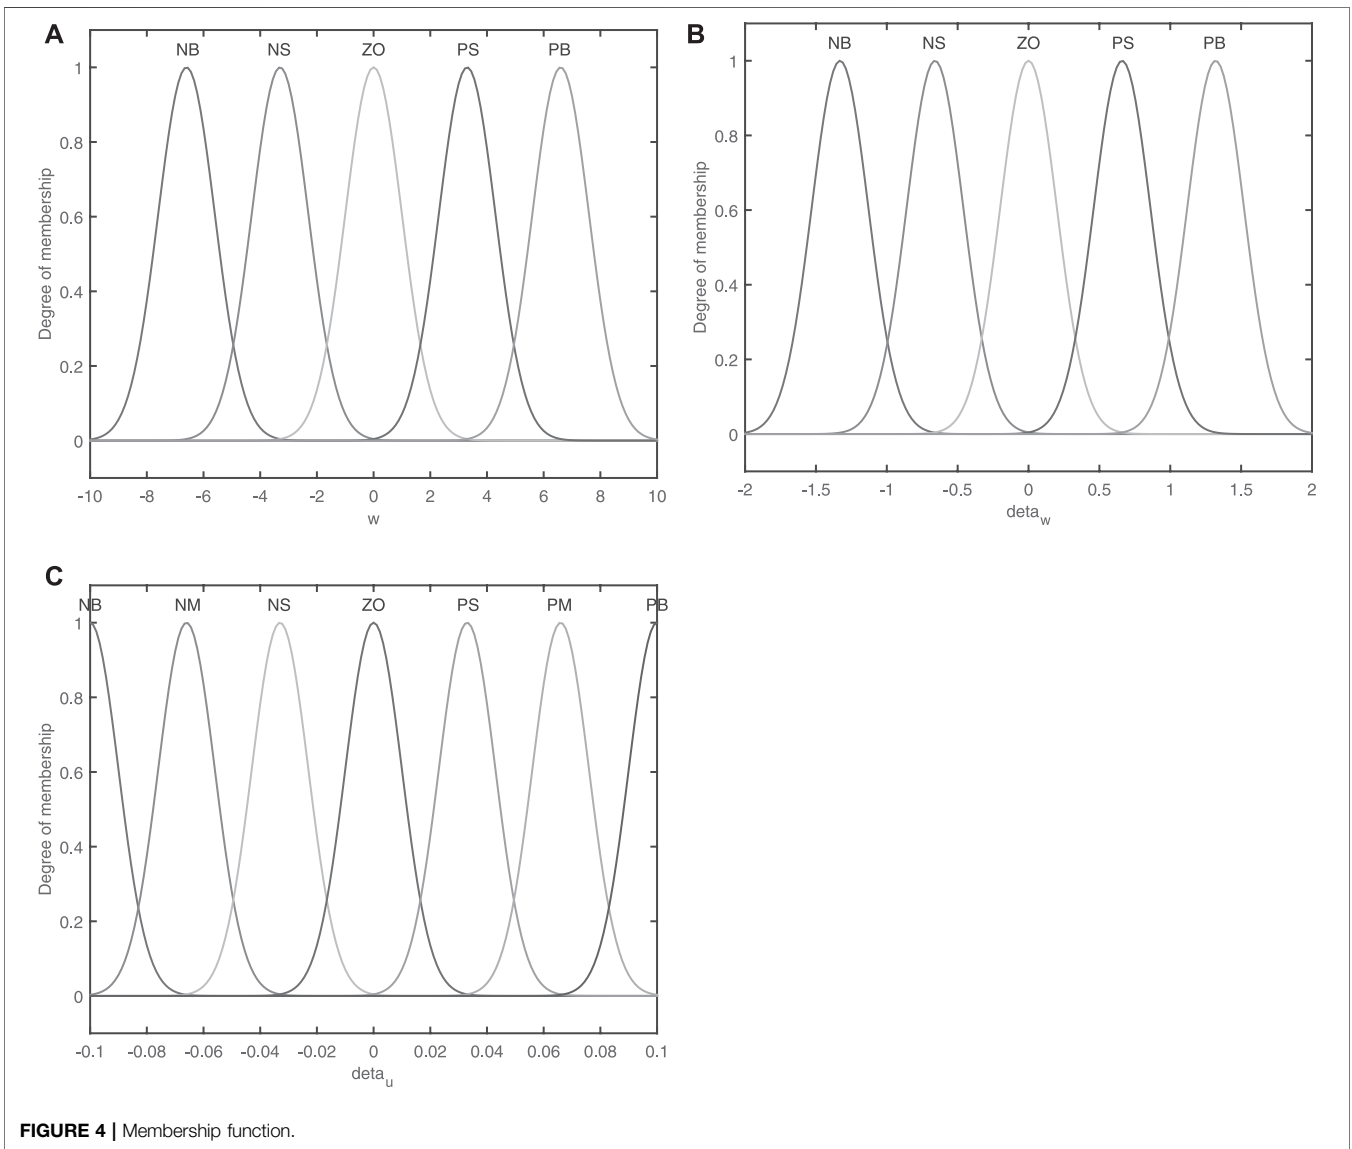 A
NB NS ZO PS PB
1
0.8
0.6
0.4
0.2
0
Degree of membership
-10 -8 -6 -4 -2 0 2 4 6 8 10
w
B
NB NS ZO PS PB
1
0.8
0.6
0.4
0.2
0
Degree of membership
-2 -1.5 -1 -0.5 0 0.5 1 1.5 2
deta_w
C
NB NM NS ZO PS PM PB
1
0.8
0.6
0.4
0.2
0
Degree of membership
-0.1 -0.08 -0.06 -0.04 -0.02 0 0.02 0.04 0.06 0.08 0.1
deta_u
FIGURE 4 | Membership function.